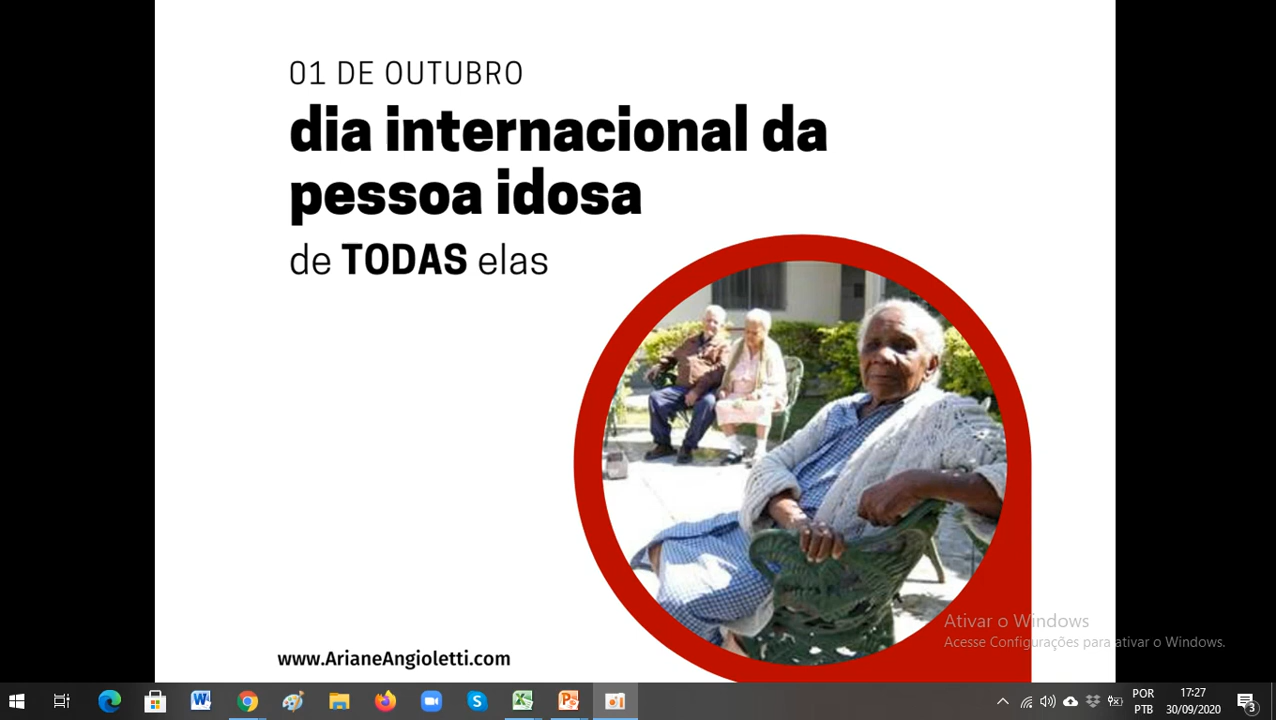 01 DE OUTUBRO
dia internacional da
pessoa idosa
de TODAS elas
www.ArianeAngioletti.com
Ativar o Windows
Acesse Configurações para ativar o Windows.
POR
PTB
17:27
30/09/2020
3